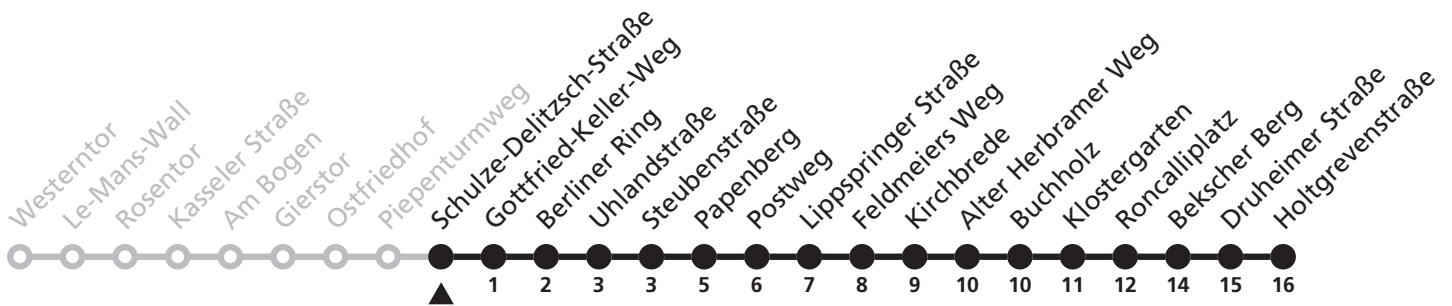 Westerntor
Le-Mans-Wall
Rosentor
Kasseler Straße
Am Bogen
Gierstor
Ostfriedhof
Piepenturmweg
Schulze-Delitzsch-Straße
Gottfried-Keller-Weg
Berliner Ring
Uhlandstraße
Steubenstraße
Papenberg
Postweg
Lippspringer Straße
Feldmeiers Weg
Kirchbrede
Alter Herbramer Weg
Buchholz
Klostergarten
Roncalliplatz
Bekscher Berg
Druheimer Straße
Holtgrevenstraße
1 2 3 3 5 6 7 8 9 10 10 11 12 14 15 16